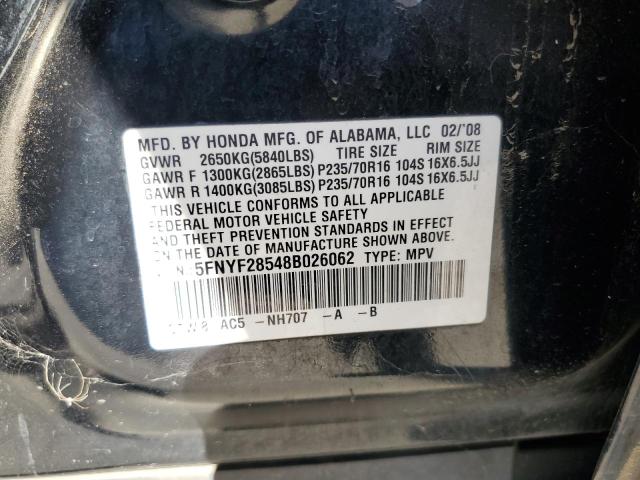 MFD. BY HONDA MFG. OF ALABAMA, LLC 02/'08
GVWR 2650KG(5840LBS) TIRE SIZE RIM SIZE
GAWR F 1300KG(2865LBS)P235/70R16 104S 16X6.5JJ
GAWR R 1400KG(3085LBS)P235/70R16 104S 16X6.5JJ
THIS VEHICLE CONFORMS TO ALL APPLICABLE
FEDERAL MOTOR VEHICLE SAFETY
AND THEFT PREVENTION STANDARDS IN EFFECT
ON THE DATE OF MANUFACTURE SHOWN ABOVE.
5FNYF28548B026062 TYPE: MPV
AC5 -NH707 -A -B